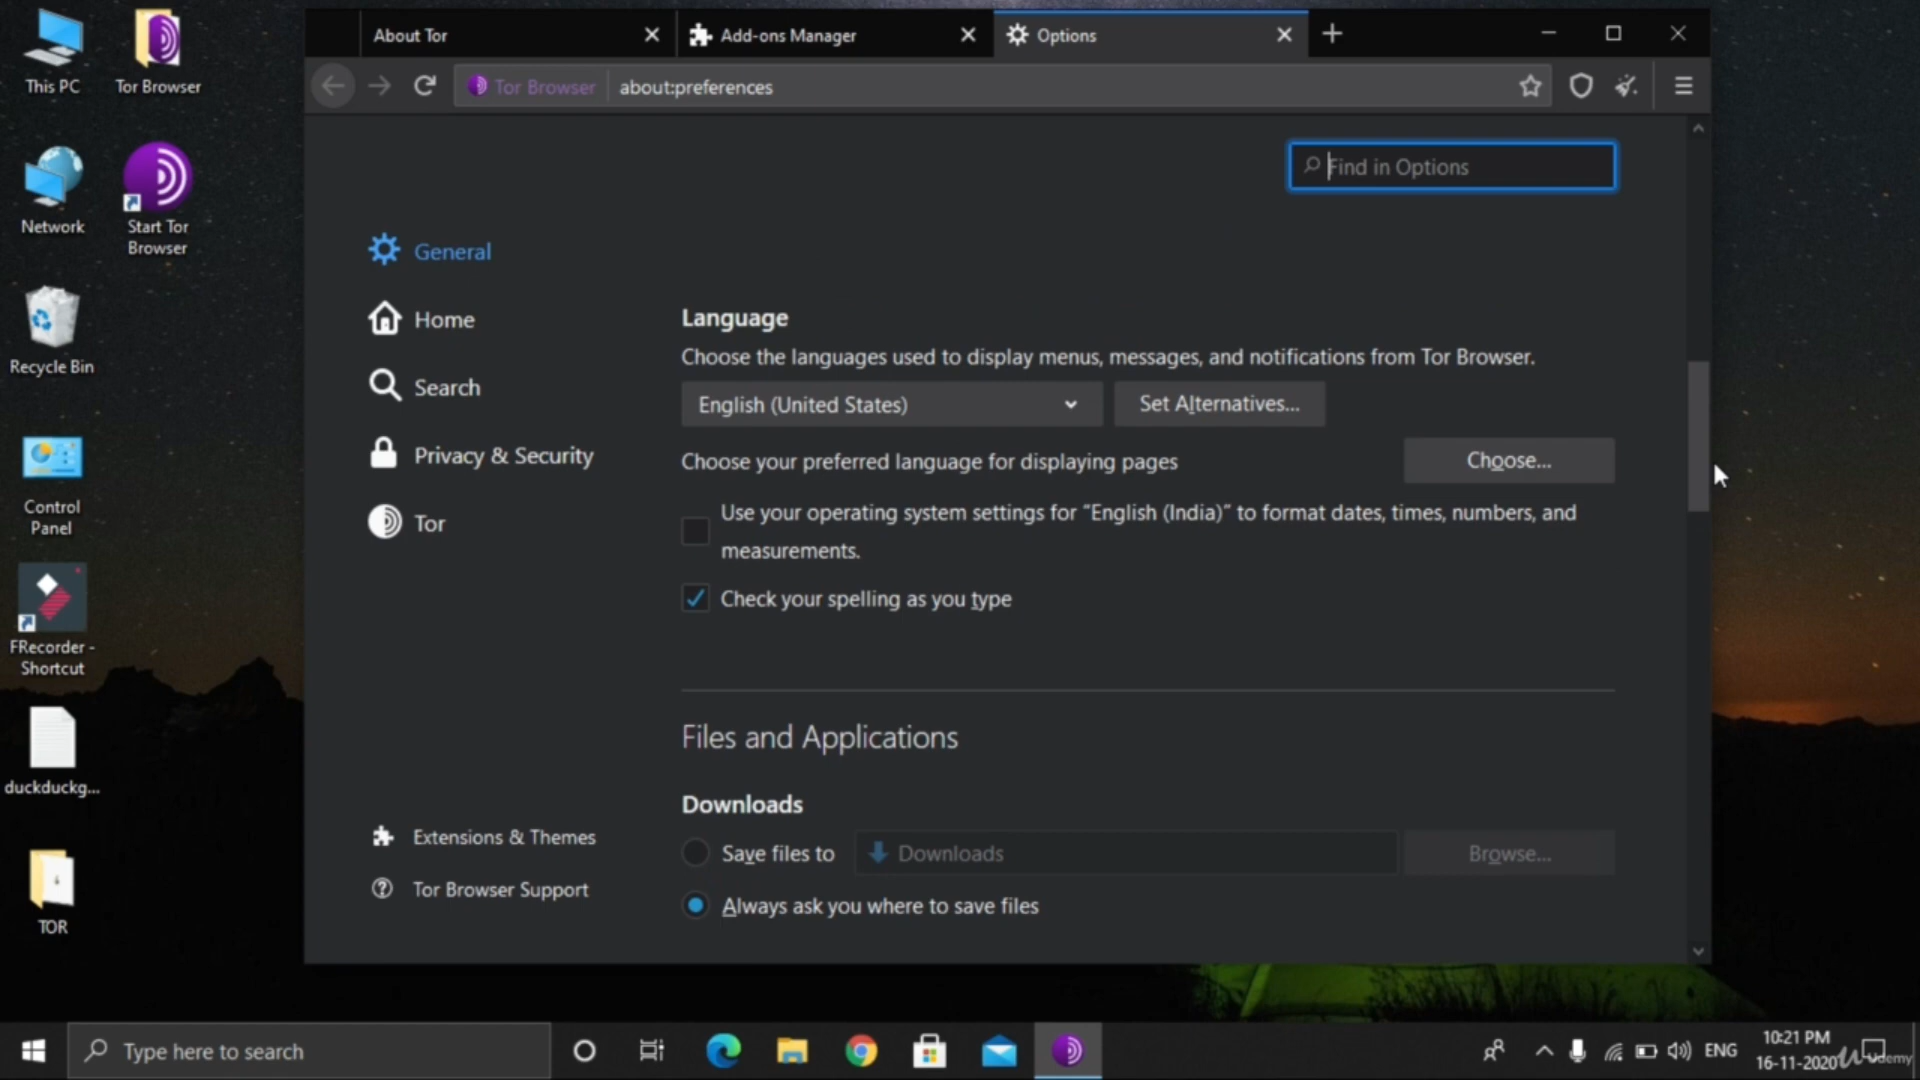 This PC
Tor Browser
Network
Start Tor
Browser
Recycle Bin
Control
Panel
FRecorder -
Shortcut
duckduckg...
TOR
About Tor
Add-ons Manager
Options
Tor Browser
about:preferences
Find in Options
General
Home
Search
Privacy & Security
Tor
Extensions & Themes
Tor Browser Support
Language
Choose the languages used to display menus, messages, and notifications from Tor Browser.
English (United States)
Set Alternatives...
Choose your preferred language for displaying pages
Choose...
Use your operating system settings for “English (India)” to format dates, times, numbers, and
measurements.
Check your spelling as you type
Files and Applications
Downloads
Save files to
Downloads
Browse...
Always ask you where to save files
Type here to search
ENG
10:21 PM
16-11-2020
Udemy